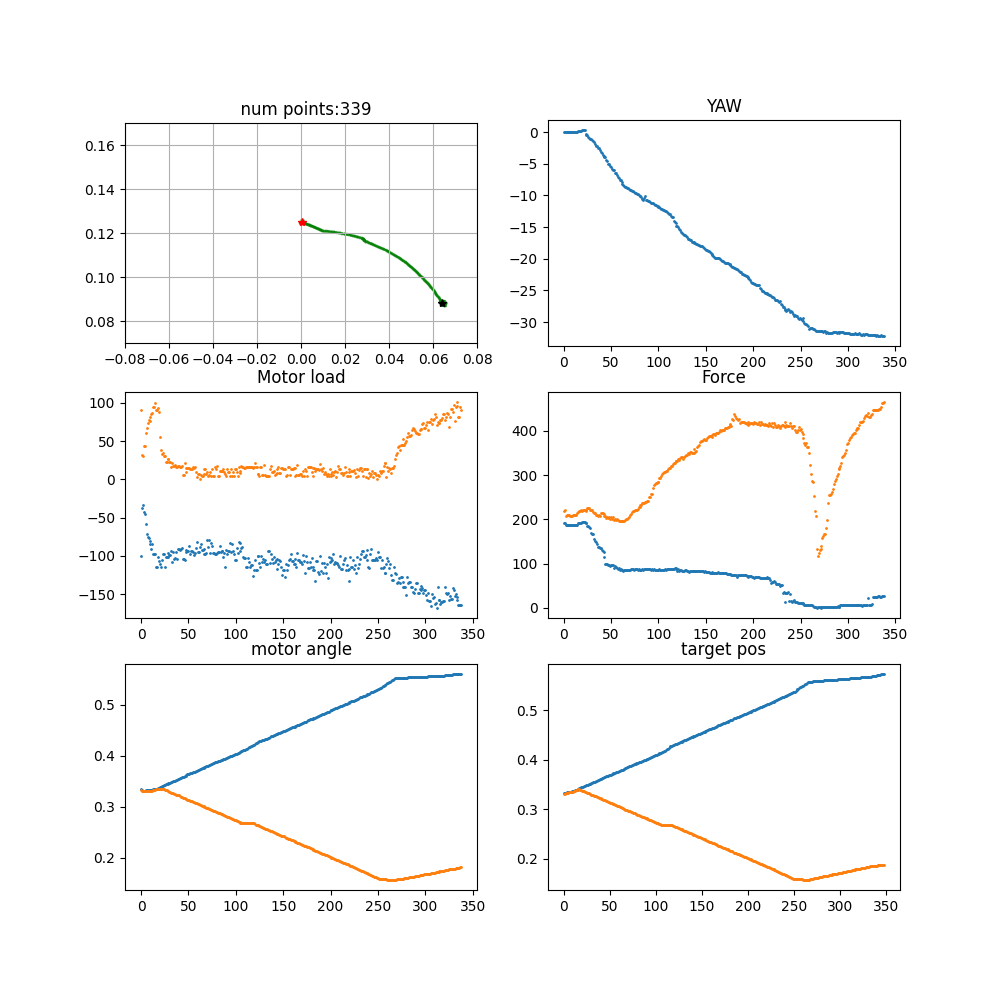 num points:339
YAW
0.16
0.14
0.12
0.10
0.08
−0.08 −0.06 −0.04 −0.02 0.00 0.02 0.04 0.06 0.08
0
−5
−10
−15
−20
−25
−30
0 50 100 150 200 250 300 350
Motor load
Force
100
50
0
−50
−100
−150
0 50 100 150 200 250 300 350
400
300
200
100
0
0 50 100 150 200 250 300 350
motor angle
target pos
0.5
0.4
0.3
0.2
0 50 100 150 200 250 300 350
0.5
0.4
0.3
0.2
0 50 100 150 200 250 300 350